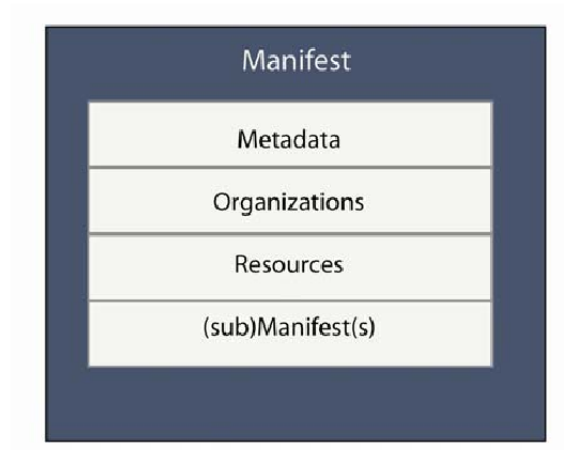 Manifest
Metadata
Organizations
Resources
(sub)Manifest(s)